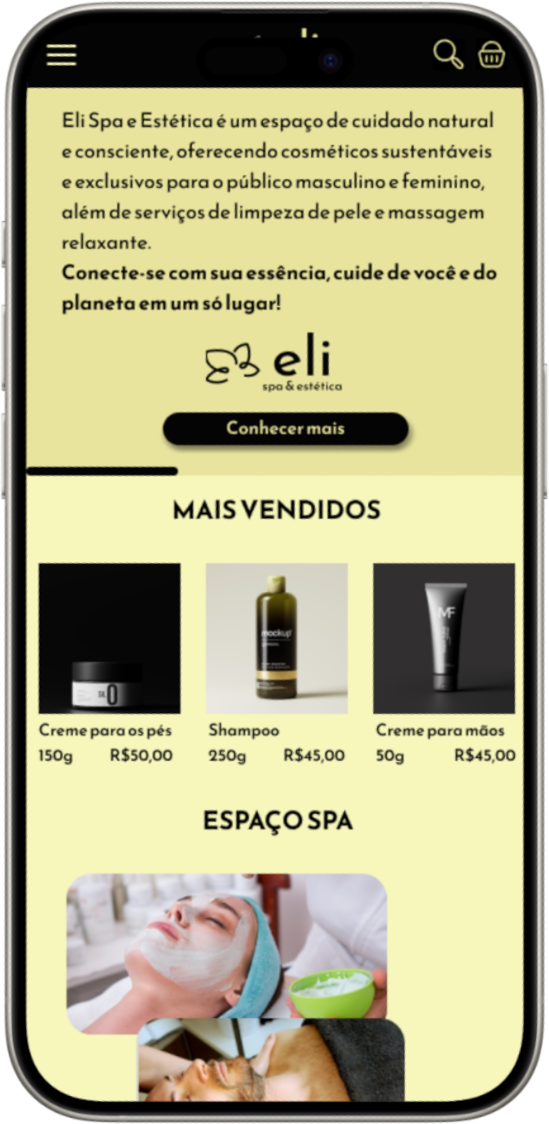 Eli Spa e Estética é um espaço de cuidado natural
e consciente, oferecendo cosméticos sustentáveis
e exclusivos para o público masculino e feminino,
além de serviços de limpeza de pele e massagem
relaxante.
Conecte-se com sua essência, cuide de você e do
planeta em um só lugar!
eli
spa & estética
Conhecer mais
MAIS VENDIDOS
mockup
MF
Creme para os pés
Shampoo
Creme para mãos
150g R$50,00
250g R$45,00
50g R$45,00
ESPAÇO SPA